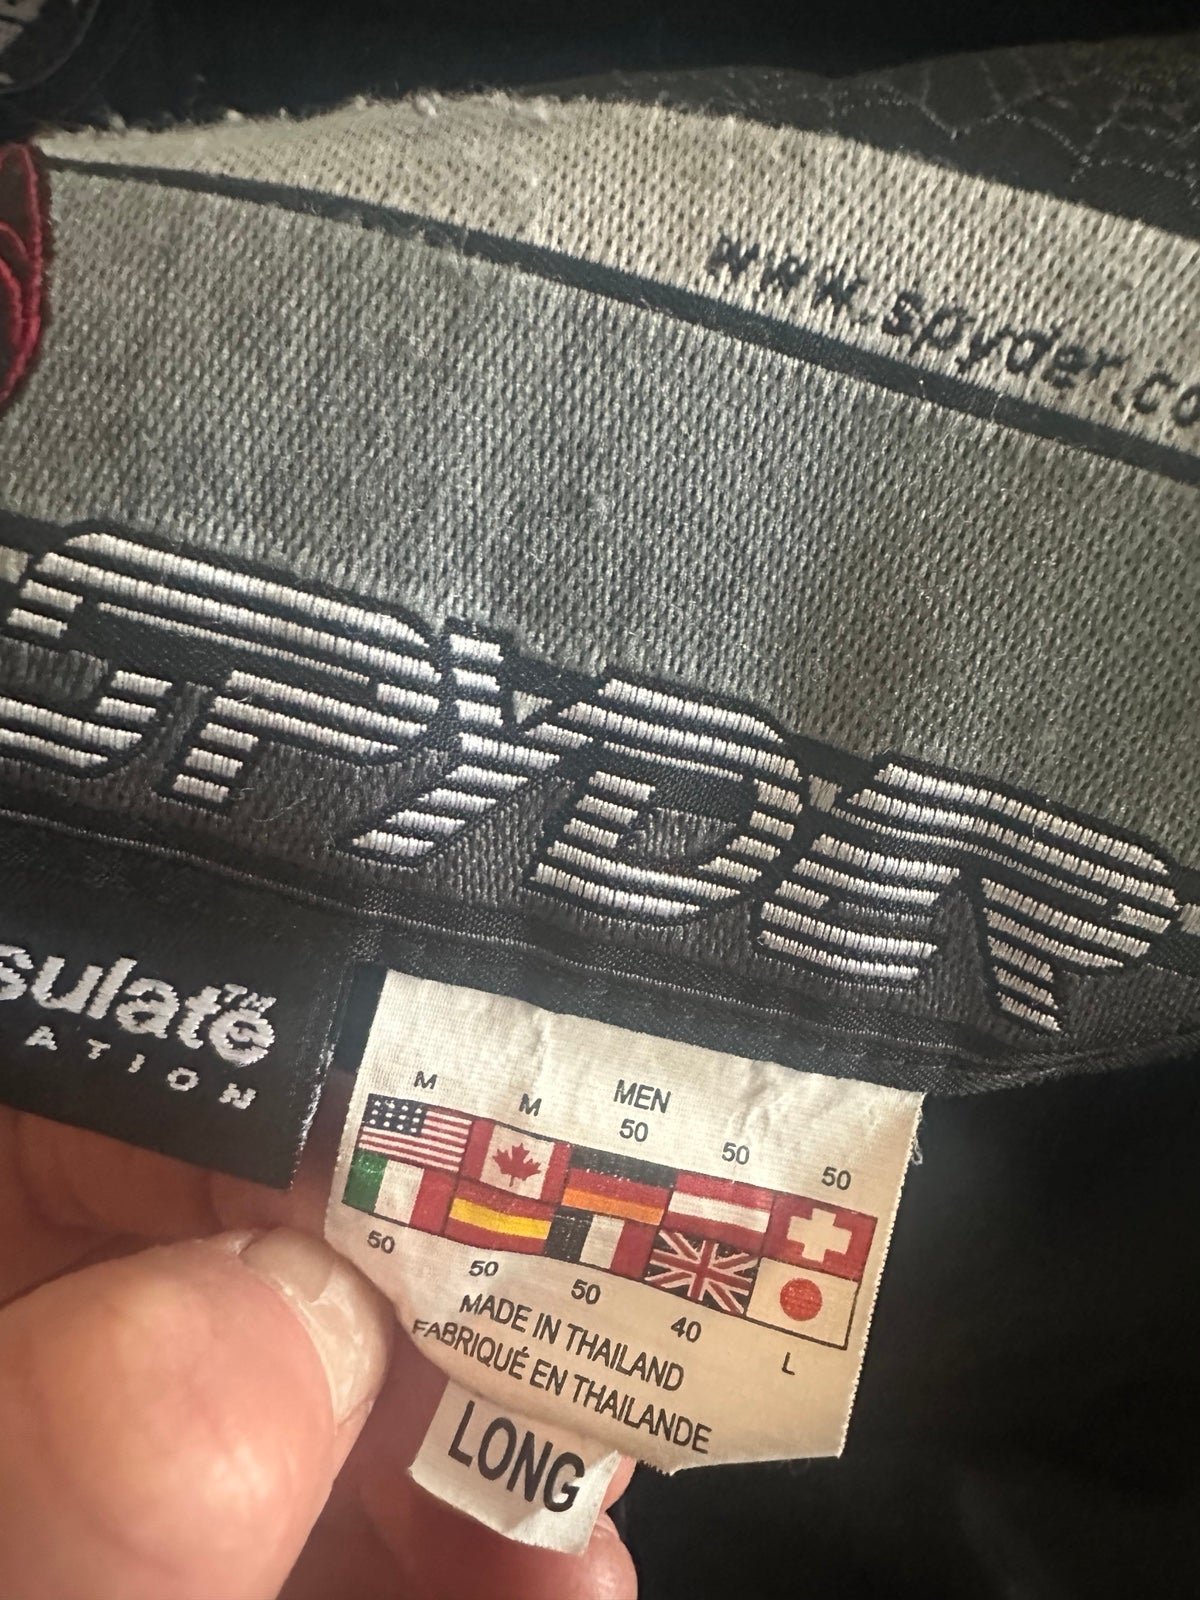 www.spyder.co
SPYDER
sulate™
ATION
MEN
M M 50 50 50
50 50 50 40 L
MADE IN THAILAND
FABRIQUÉ EN THAILANDE
LONG